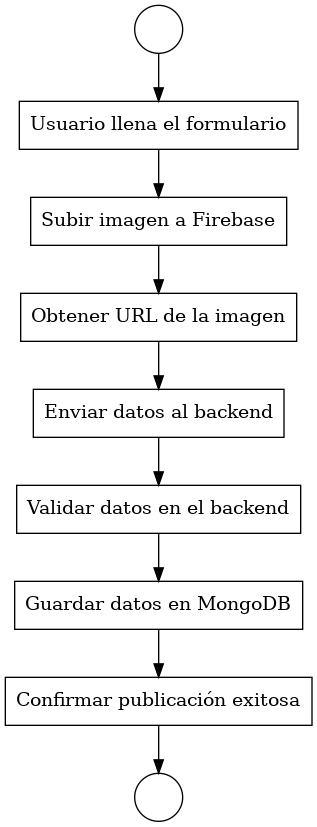 Usuario llena el formulario
Subir imagen a Firebase
Obtener URL de la imagen
Enviar datos al backend
Validar datos en el backend
Guardar datos en MongoDB
Confirmar publicación exitosa